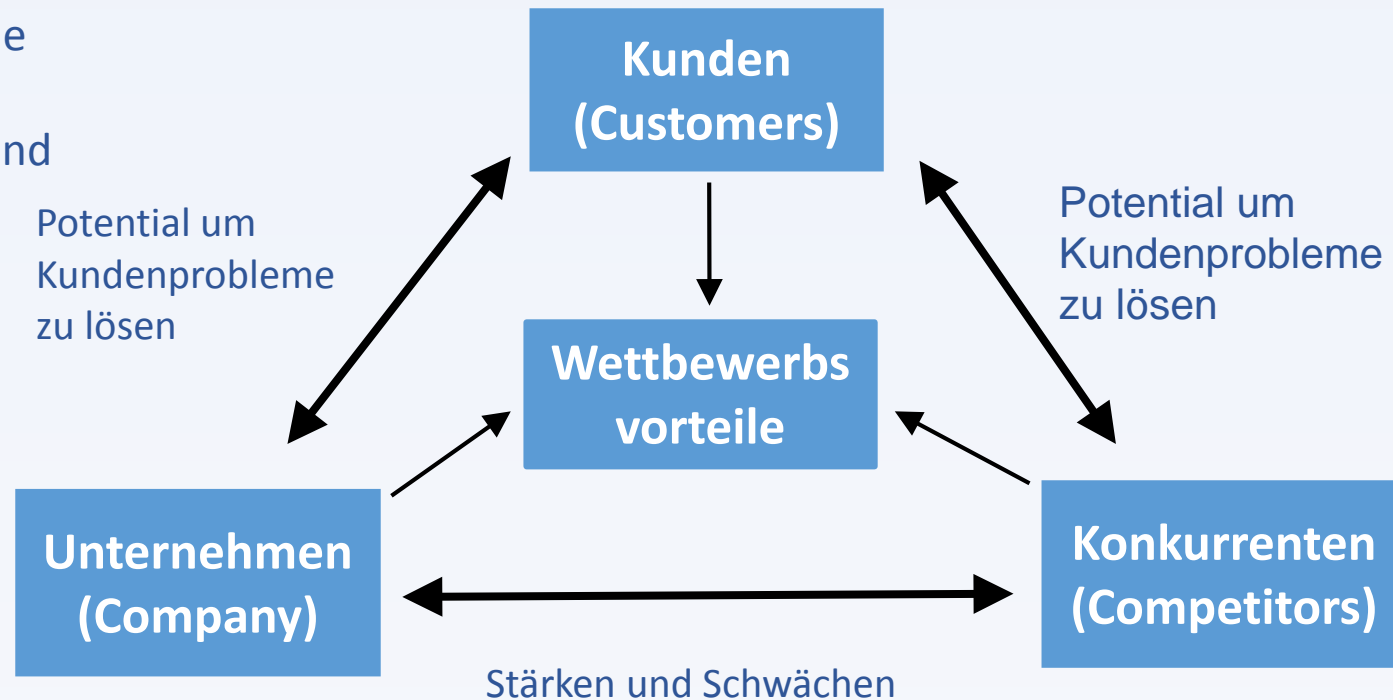 e
nd
Kunden
(Customers)
Potential um
Kundenprobleme
zu lösen
Potential um
Kundenprobleme
zu lösen
Wettbewerbs
vorteile
Unternehmen
(Company)
Konkurrenten
(Competitors)
Stärken und Schwächen